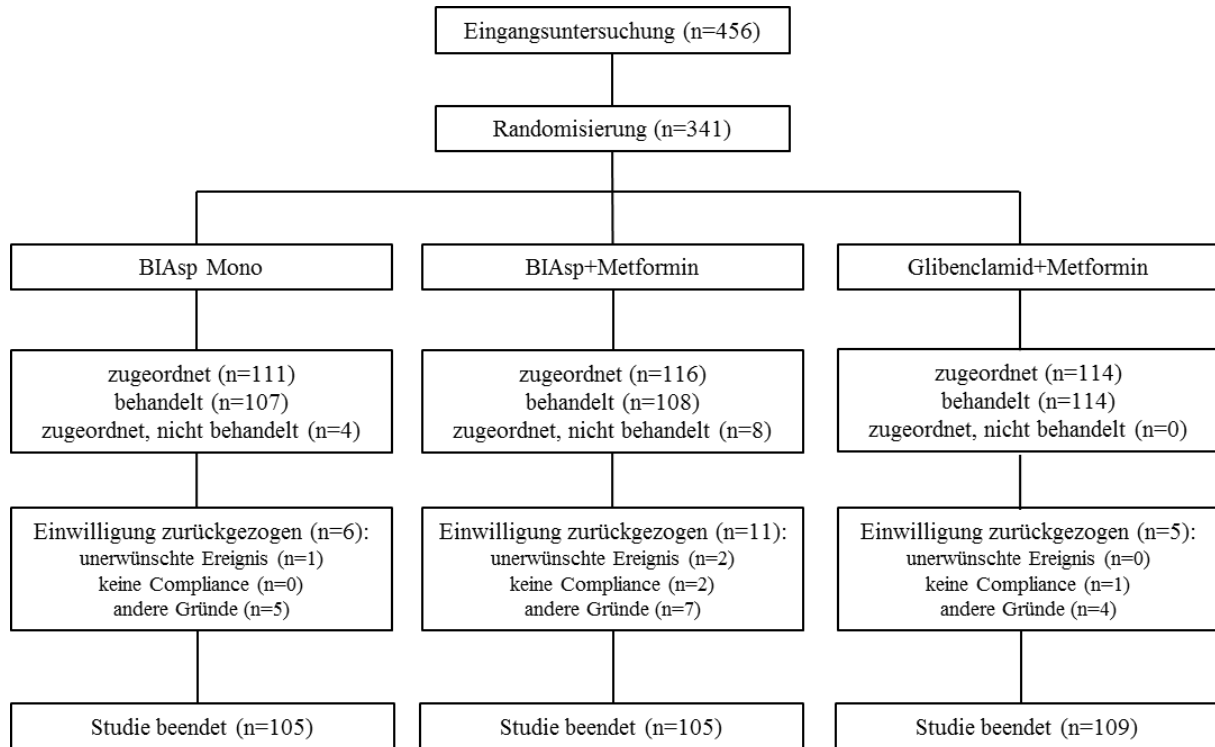 Eingangsuntersuchung (n=456)
Randomisierung (n=341)
BIAsp Mono
BIAsp+Metformin
Glibenclamid+Metformin
zugeordnet (n=111)
behandelt (n=107)
zugeordnet, nicht behandelt (n=4)
zugeordnet (n=116)
behandelt (n=108)
zugeordnet, nicht behandelt (n=8)
zugeordnet (n=114)
behandelt (n=114)
zugeordnet, nicht behandelt (n=0)
Einwilligung zurückgezogen (n=6):
unerwünschte Ereignis (n=1)
keine Compliance (n=0)
andere Gründe (n=5)
Einwilligung zurückgezogen (n=11):
unerwünschte Ereignis (n=2)
keine Compliance (n=2)
andere Gründe (n=7)
Einwilligung zurückgezogen (n=5):
unerwünschte Ereignis (n=0)
keine Compliance (n=1)
andere Gründe (n=4)
Studie beendet (n=105)
Studie beendet (n=105)
Studie beendet (n=109)